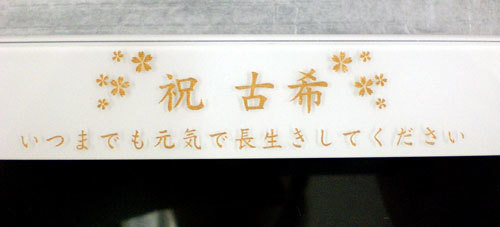 祝 古希
いつまでも元気で長生きしてください